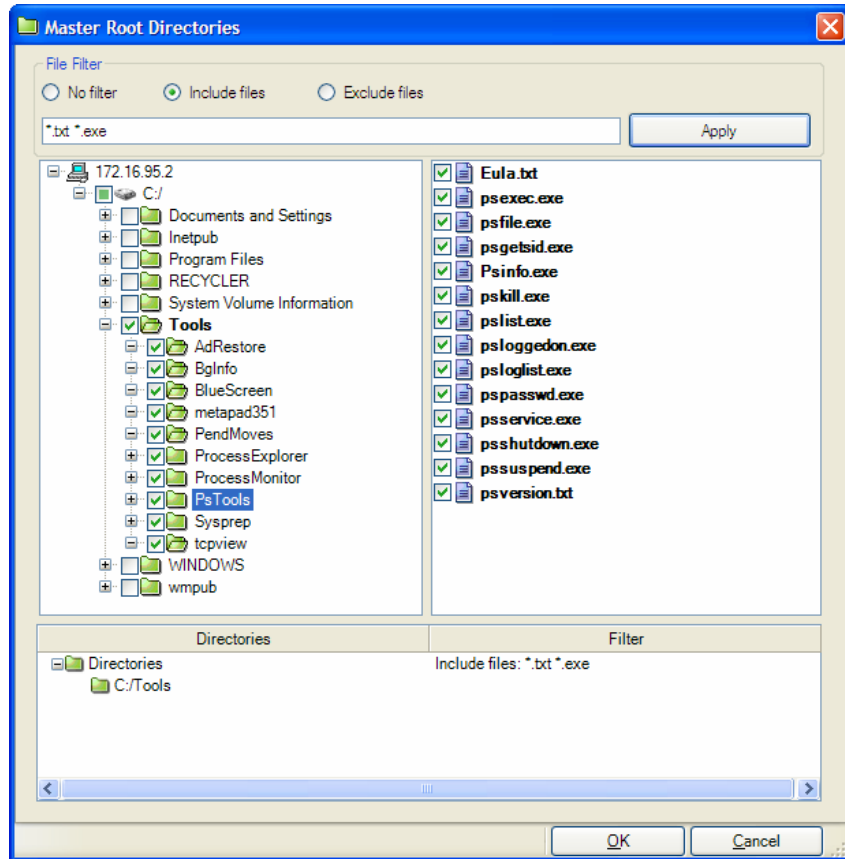 Master Root Directories
File Filter
No filter Include files Exclude files
*.txt *.exe Apply
172.16.95.2
C:/
Documents and Settings
Inetpub
Program Files
RECYCLER
System Volume Information
Tools
AdRestore
BgInfo
BlueScreen
metapad351
PendMoves
ProcessExplorer
ProcessMonitor
PsTools
Sysprep
tcpview
WINDOWS
wmpub
Eula.txt
psexec.exe
psfile.exe
psgetsid.exe
Psinfo.exe
pskill.exe
pslist.exe
psloggedon.exe
psloglist.exe
pspasswd.exe
psservice.exe
psshutdown.exe
pssuspend.exe
psversion.txt
Directories Filter
Directories Include files: *.txt *.exe
C:/Tools
OK Cancel